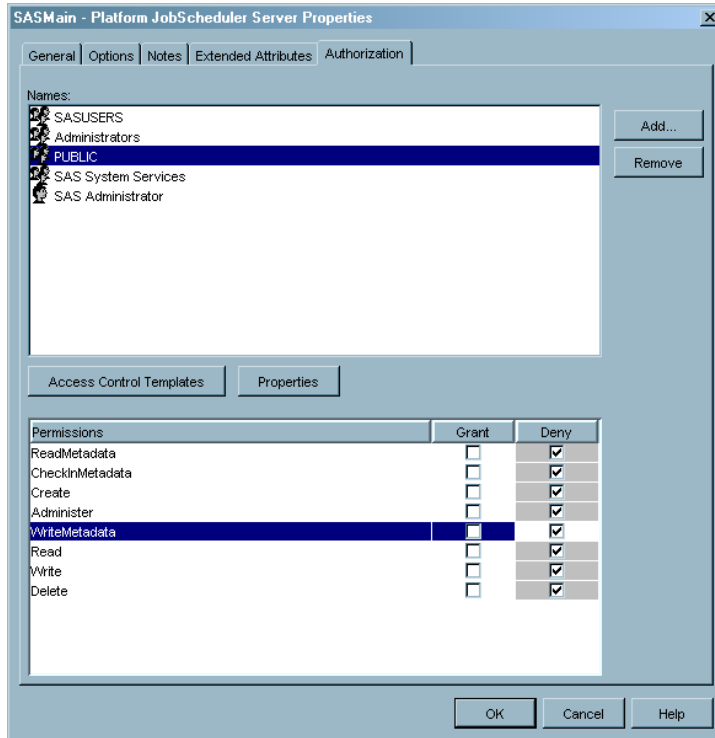 SASMain - Platform JobScheduler Server Properties
General Options Notes Extended Attributes Authorization
Names:
SASUSERS
Add...
Administrators
PUBLIC
Remove
SAS System Services
SAS Administrator
Access Control Templates Properties
Permissions Grant Deny
ReadMetadata
CheckInMetadata
Create
Administer
WriteMetadata
Read
Write
Delete
OK Cancel Help